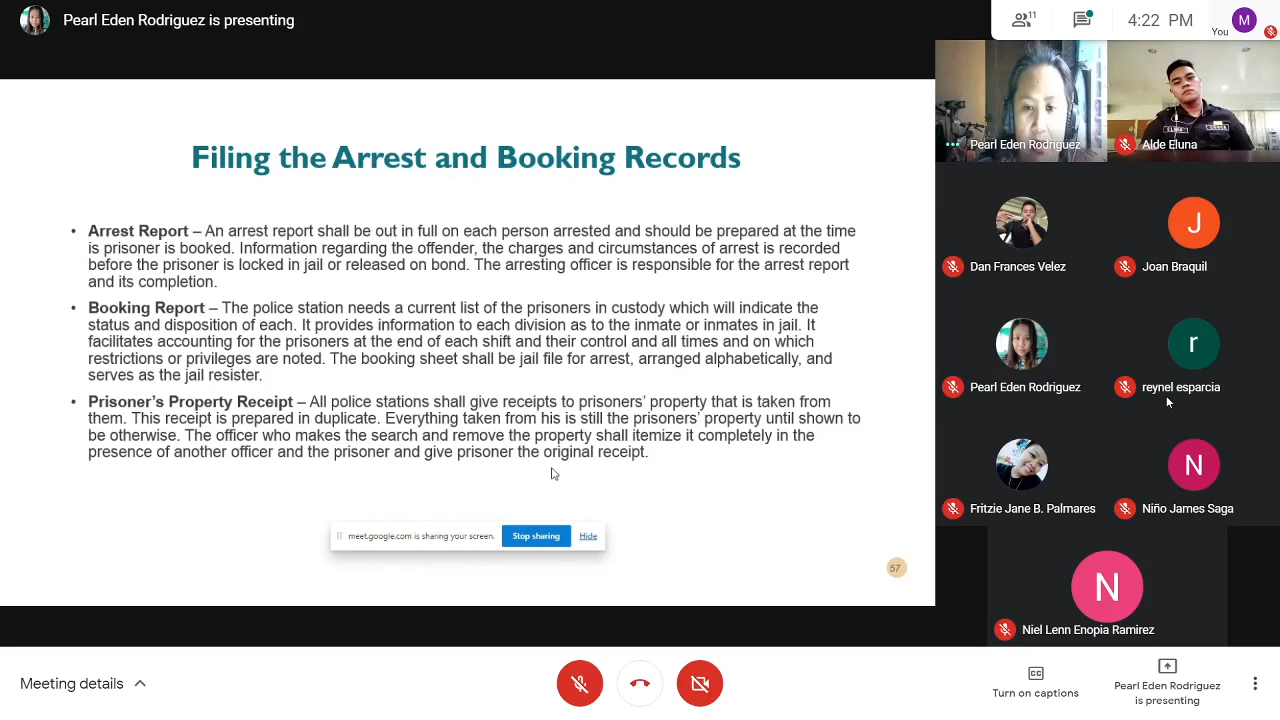 Pearl Eden Rodriguez is presenting
11
4:22 PM
You
M
Filing the Arrest and Booking Records
• Arrest Report – An arrest report shall be out in full on each person arrested and should be prepared at the time
is prisoner is booked. Information regarding the offender, the charges and circumstances of arrest is recorded
before the prisoner is locked in jail or released on bond. The arresting officer is responsible for the arrest report
and its completion.
• Booking Report – The police station needs a current list of the prisoners in custody which will indicate the
status and disposition of each. It provides information to each division as to the inmate or inmates in jail. It
facilitates accounting for the prisoners at the end of each shift and their control and all times and on which
restrictions or privileges are noted. The booking sheet shall be jail file for arrest, arranged alphabetically, and
serves as the jail resister.
• Prisoner's Property Receipt – All police stations shall give receipts to prisoners' property that is taken from
them. This receipt is prepared in duplicate. Everything taken from his is still the prisoners' property until shown to
be otherwise. The officer who makes the search and remove the property shall itemize it completely in the
presence of another officer and the prisoner and give prisoner the original receipt.
meet.google.com is sharing your screen.
Stop sharing
Hide
57
Pearl Eden Rodriguez
Alde Eluna
Dan Frances Velez
J
Joan Braquil
Pearl Eden Rodriguez
r
reynel esparcia
Fritzie Jane B. Palmares
N
Niño James Saga
N
Niel Lenn Enopia Ramirez
Meeting details
CC
Turn on captions
Pearl Eden Rodriguez
is presenting